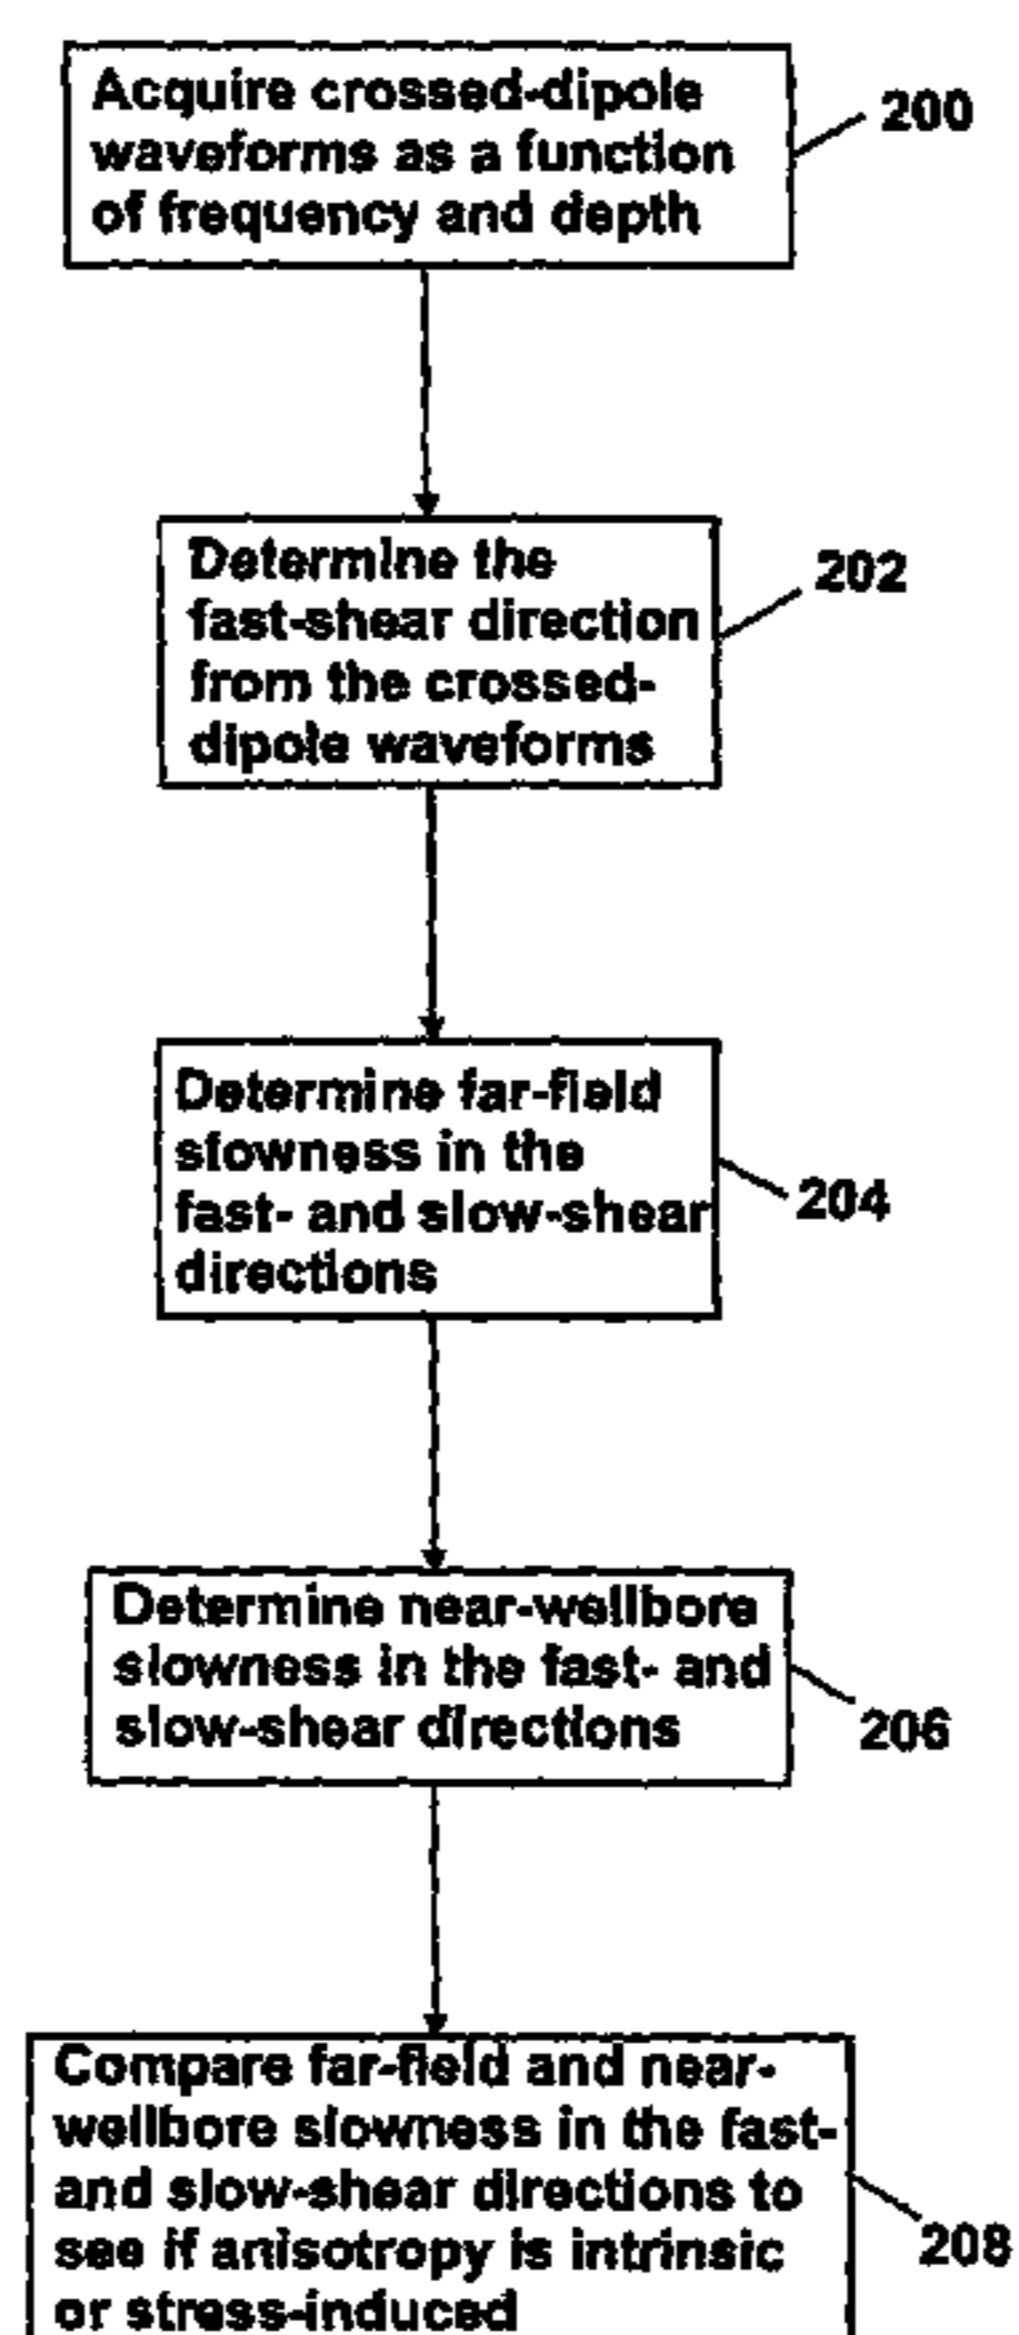 Acquire crossed-dipole
waveforms as a function
of frequency and depth
200
Determine the
fast-shear direction
from the crossed-
dipole waveforms
202
Determine far-field
slowness in the
fast- and slow-shear
directions
204
Determine near-wellbore
slowness in the fast- and
slow-shear directions
206
Compare far-field and near-
wellbore slowness in the fast-
and slow-shear directions to
see if anisotropy is intrinsic
or stress-induced
208